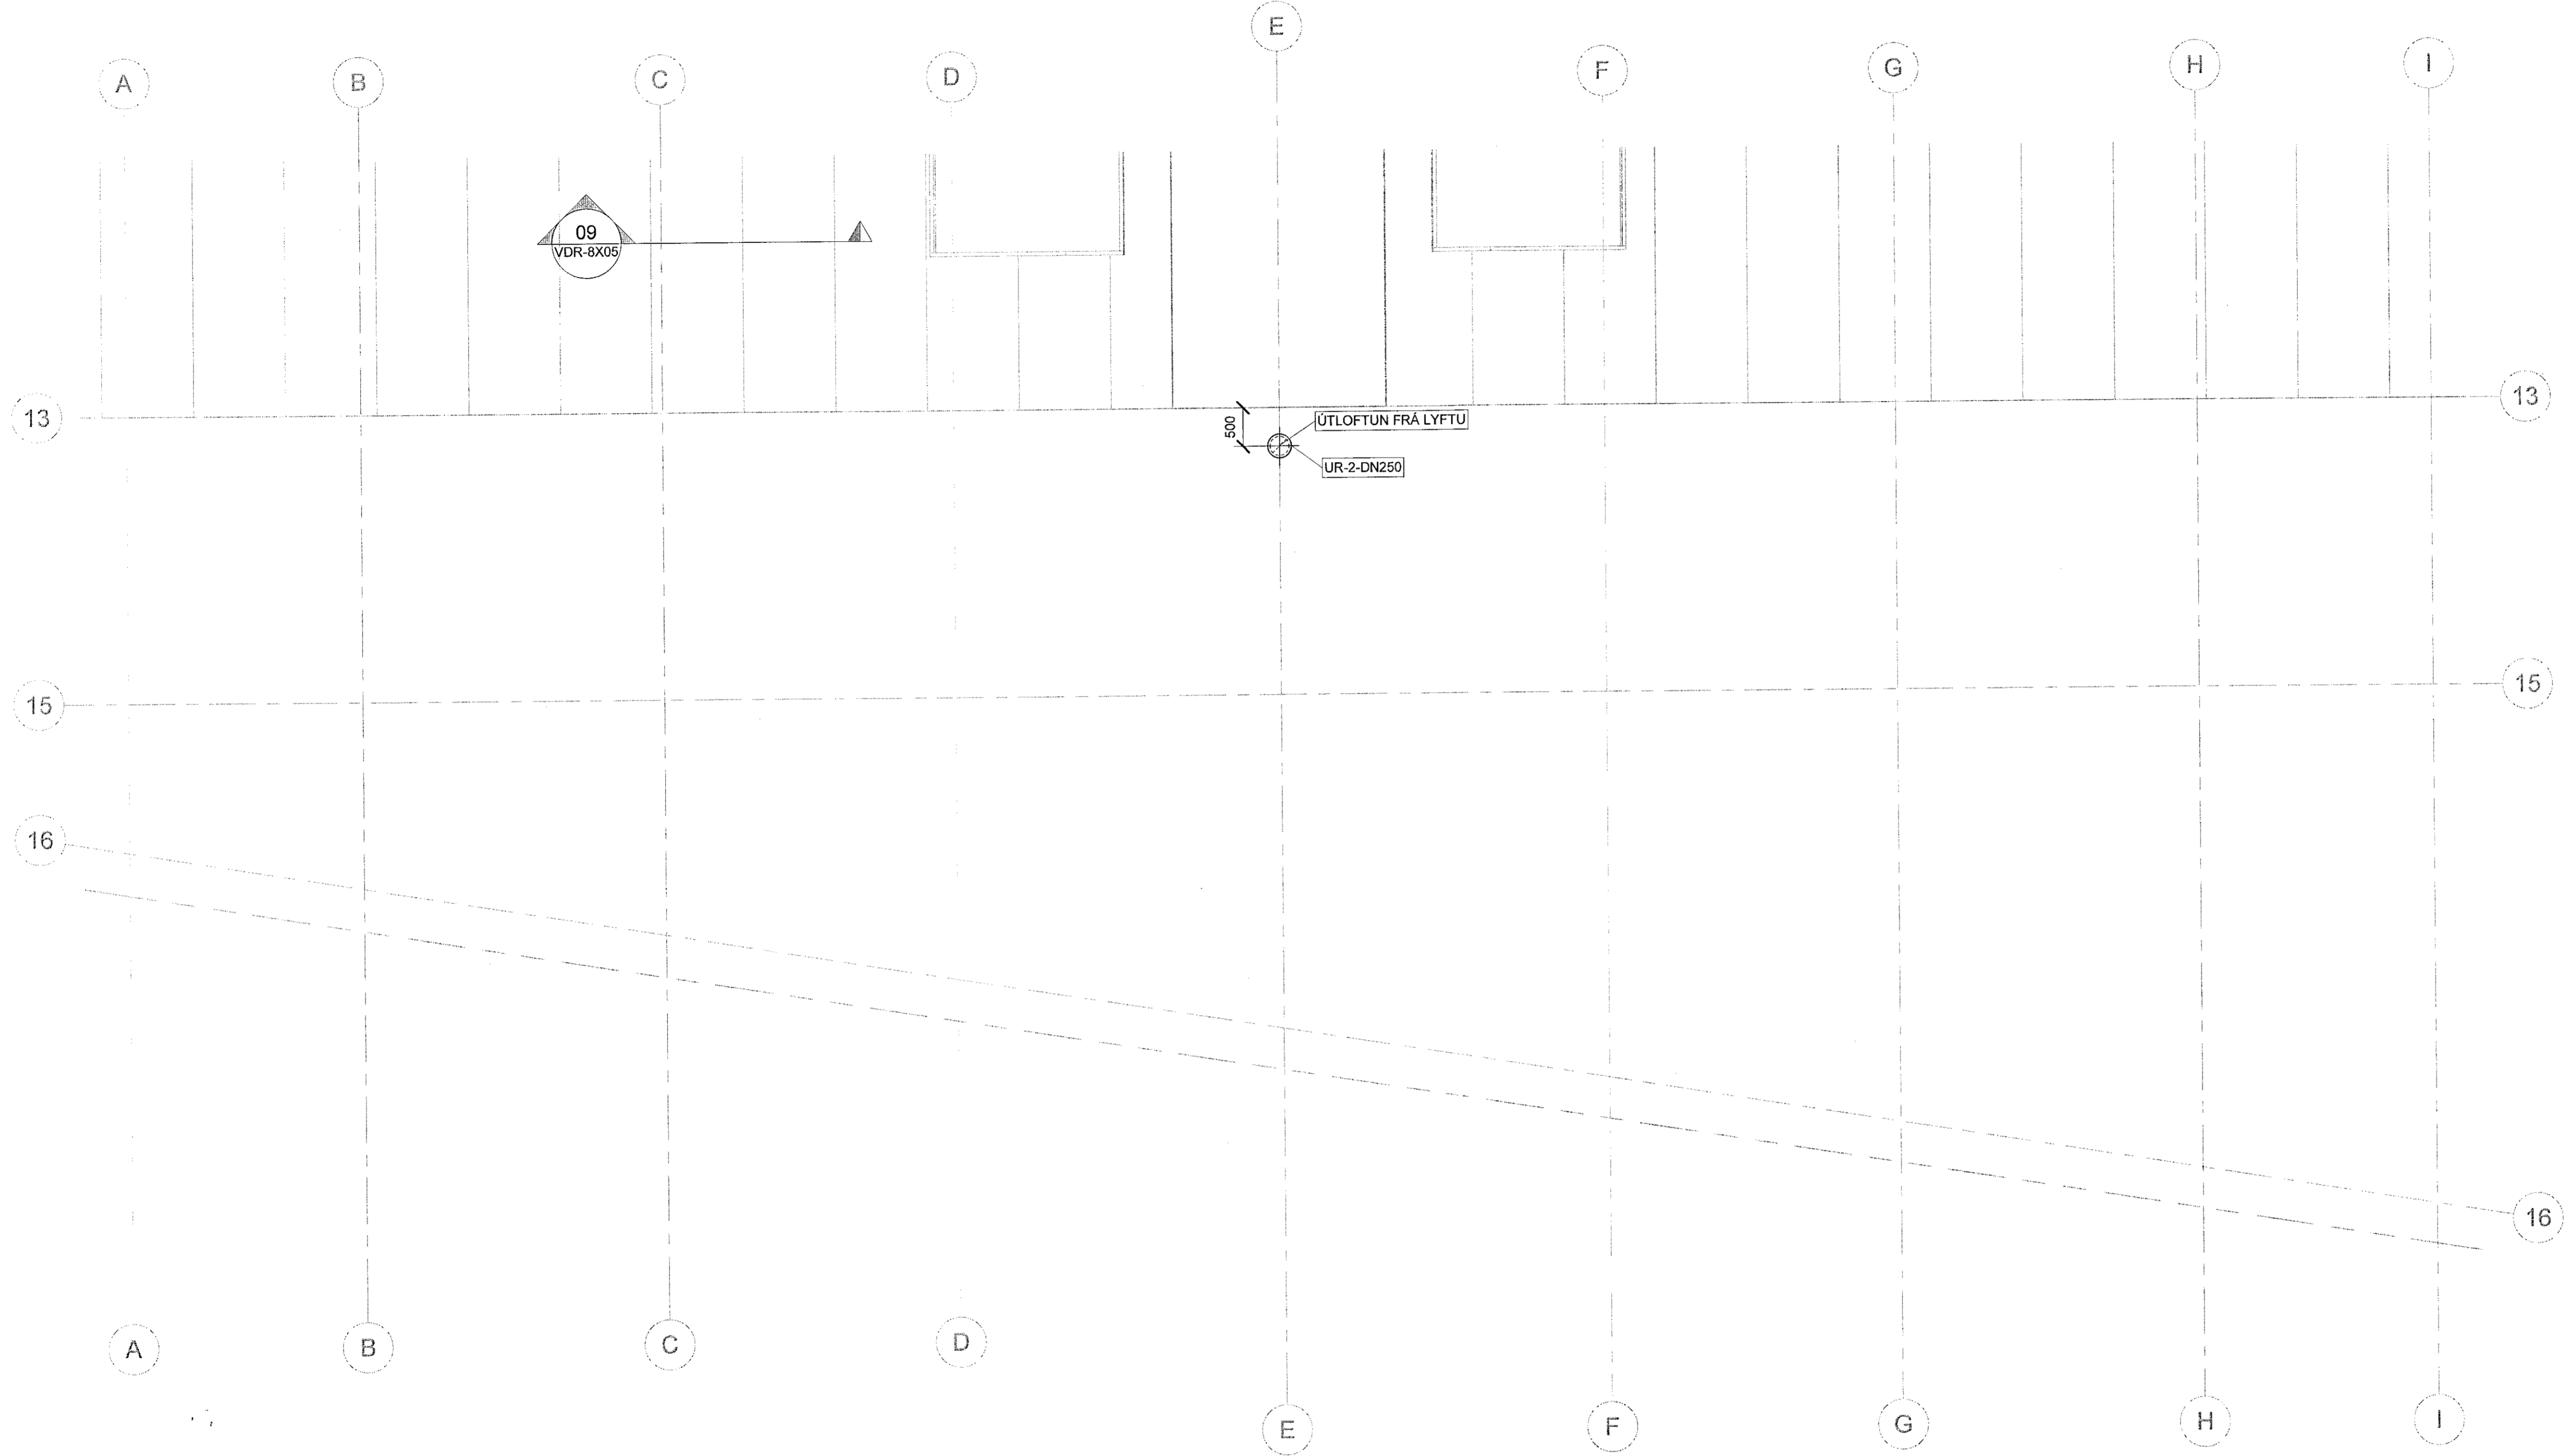 E
A
B
C
D
F
G
H
I
09
VDR-8X05
13
13
500
ÚTLOFTUN FRÁ LYFTU
UR-2-DN250
15
15
16
16
A
B
C
D
E
F
G
H
I